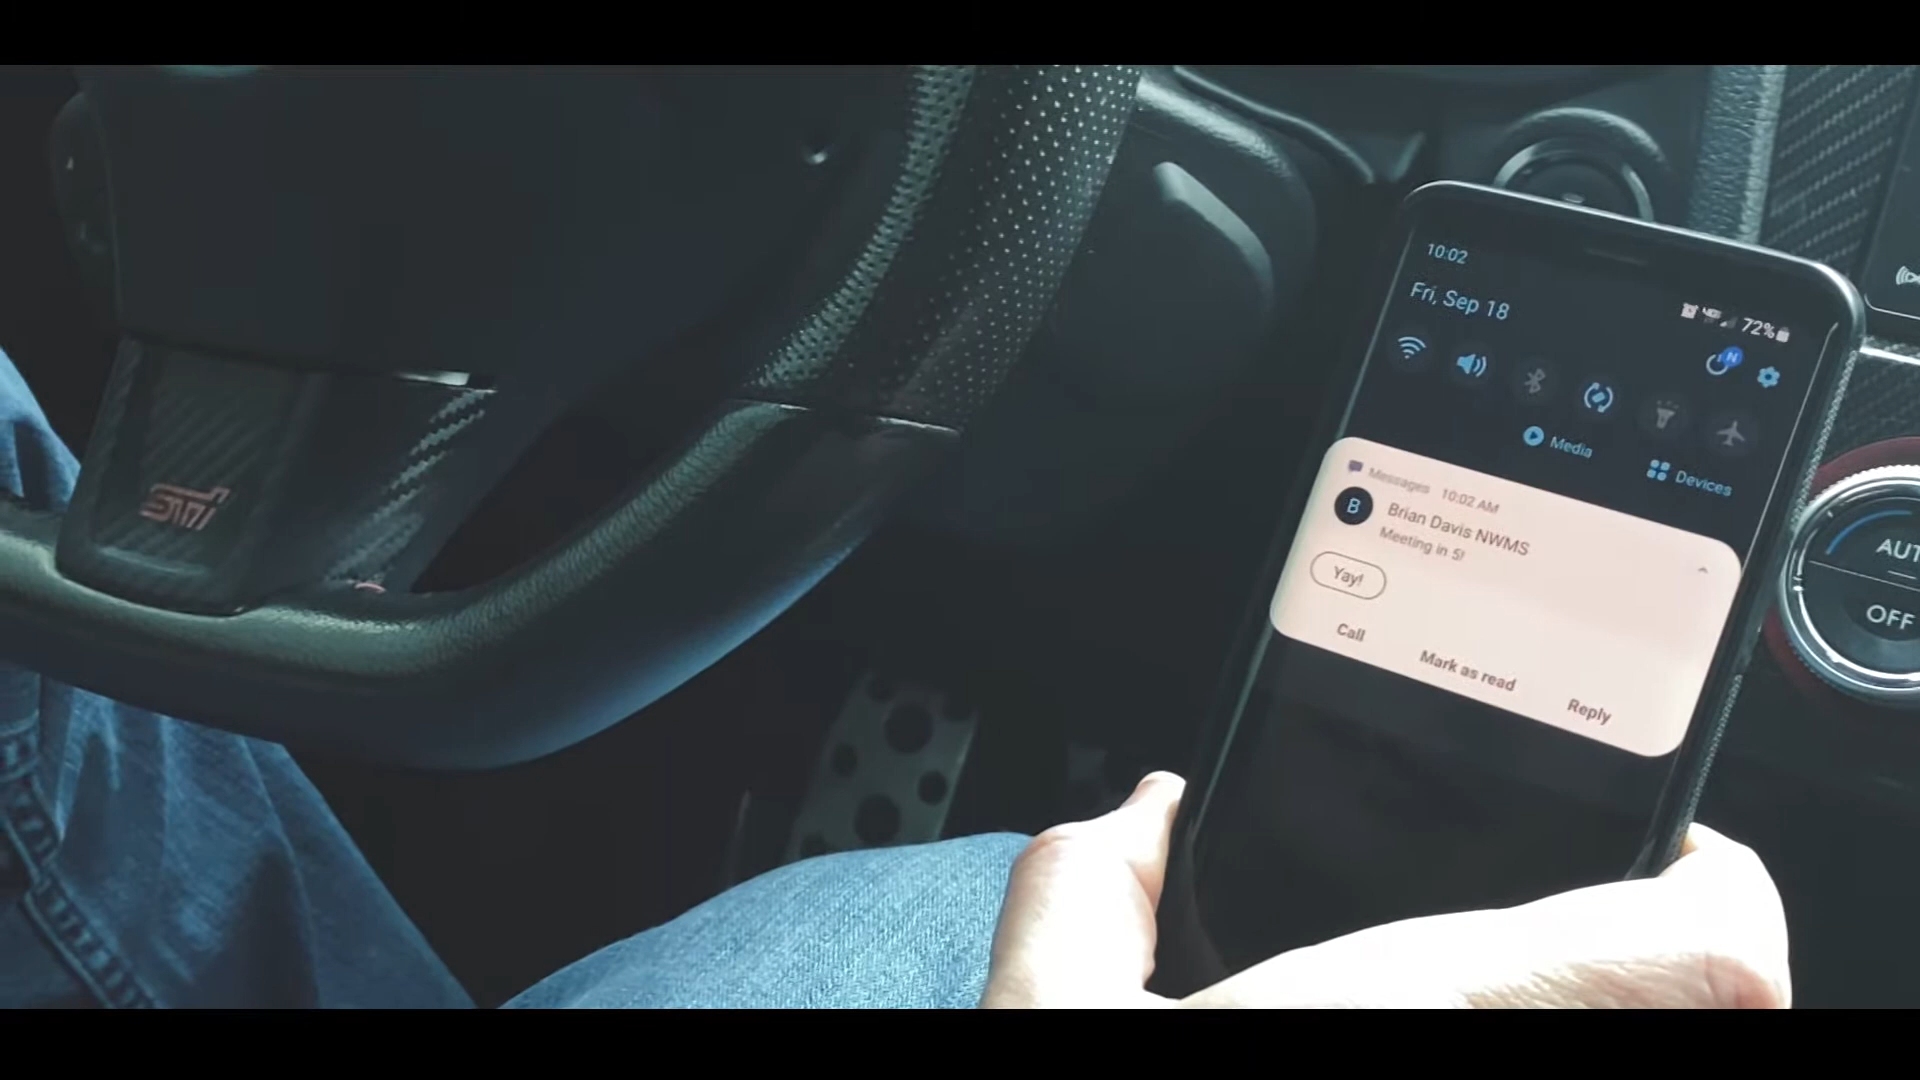 10:02
Fri, Sep 18
72%
N
Media
Devices
Messages 10:02 AM
B
Brian Davis NWMS
Meeting in 5!
Yay!
Call
Mark as read
Reply
STI
OFF